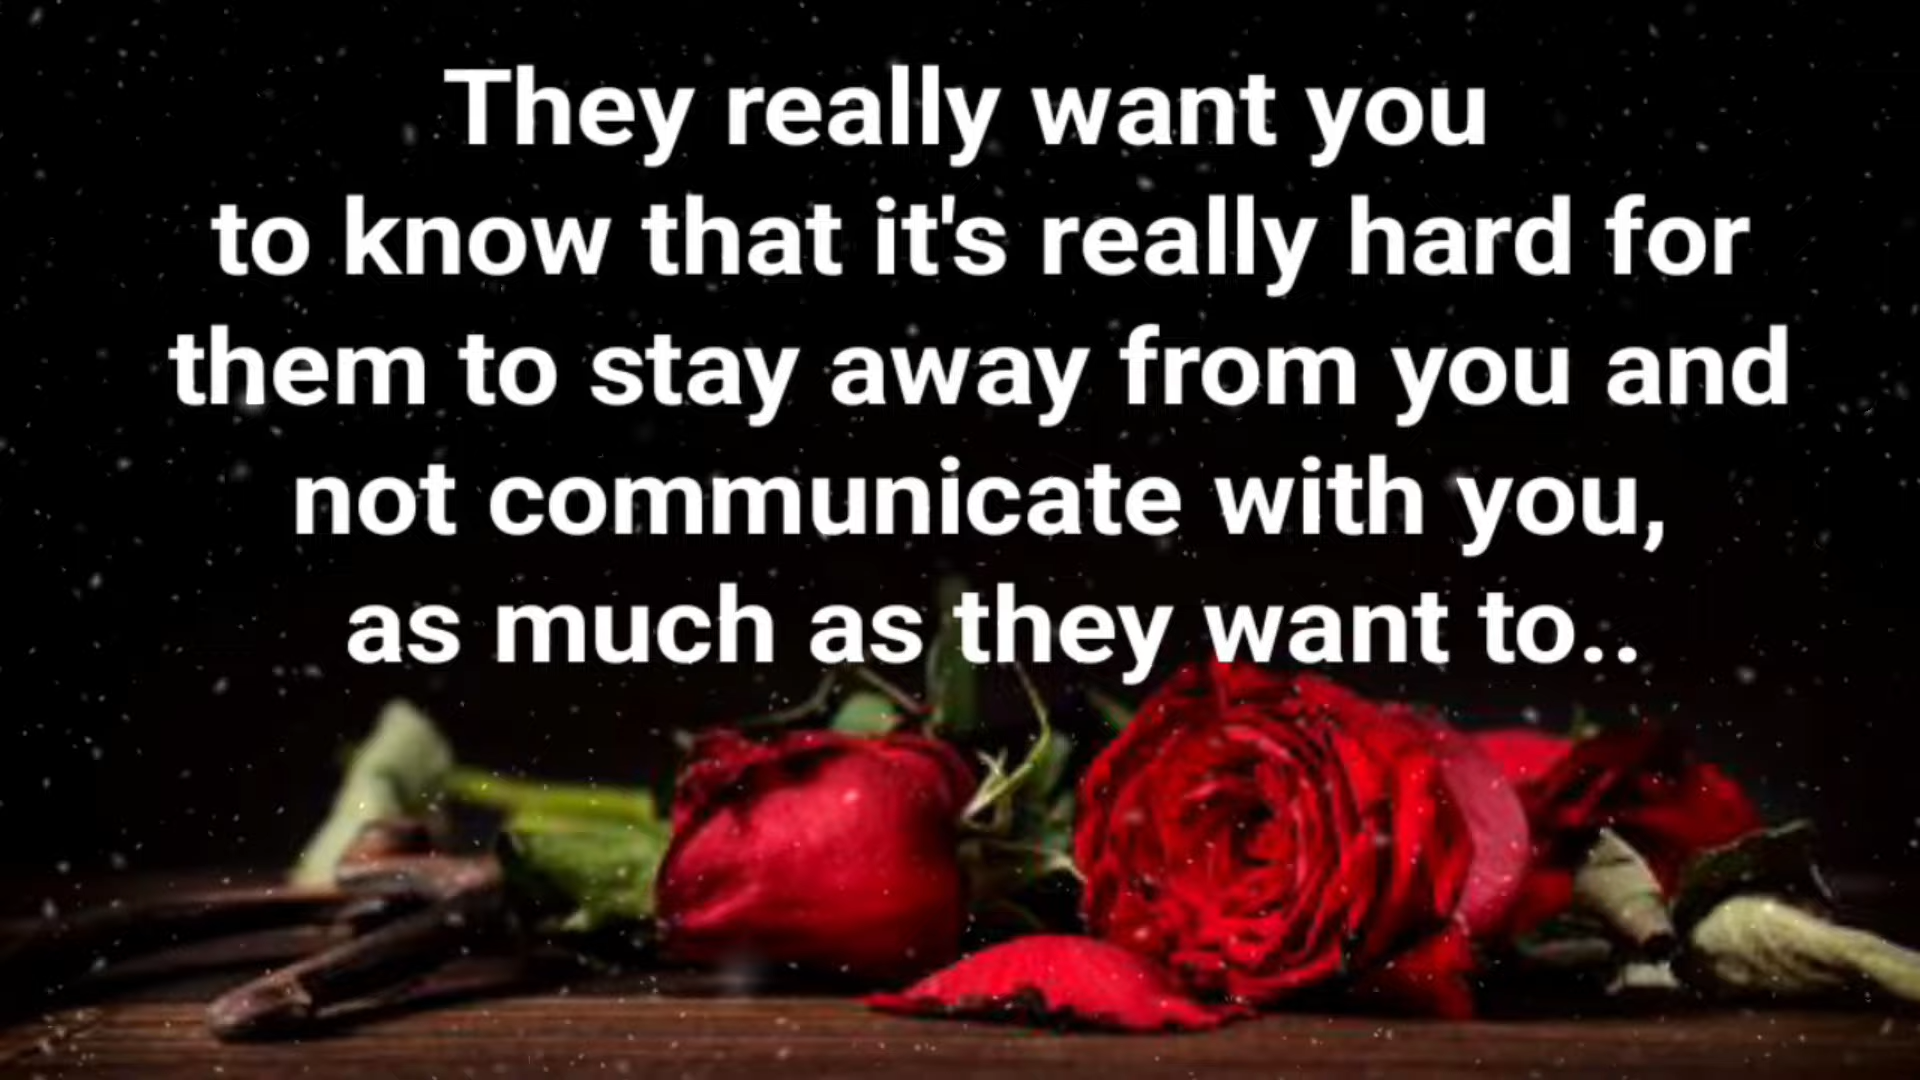 They really want you
to know that it's really hard for
them to stay away from you and
not communicate with you,
as much as they want to..